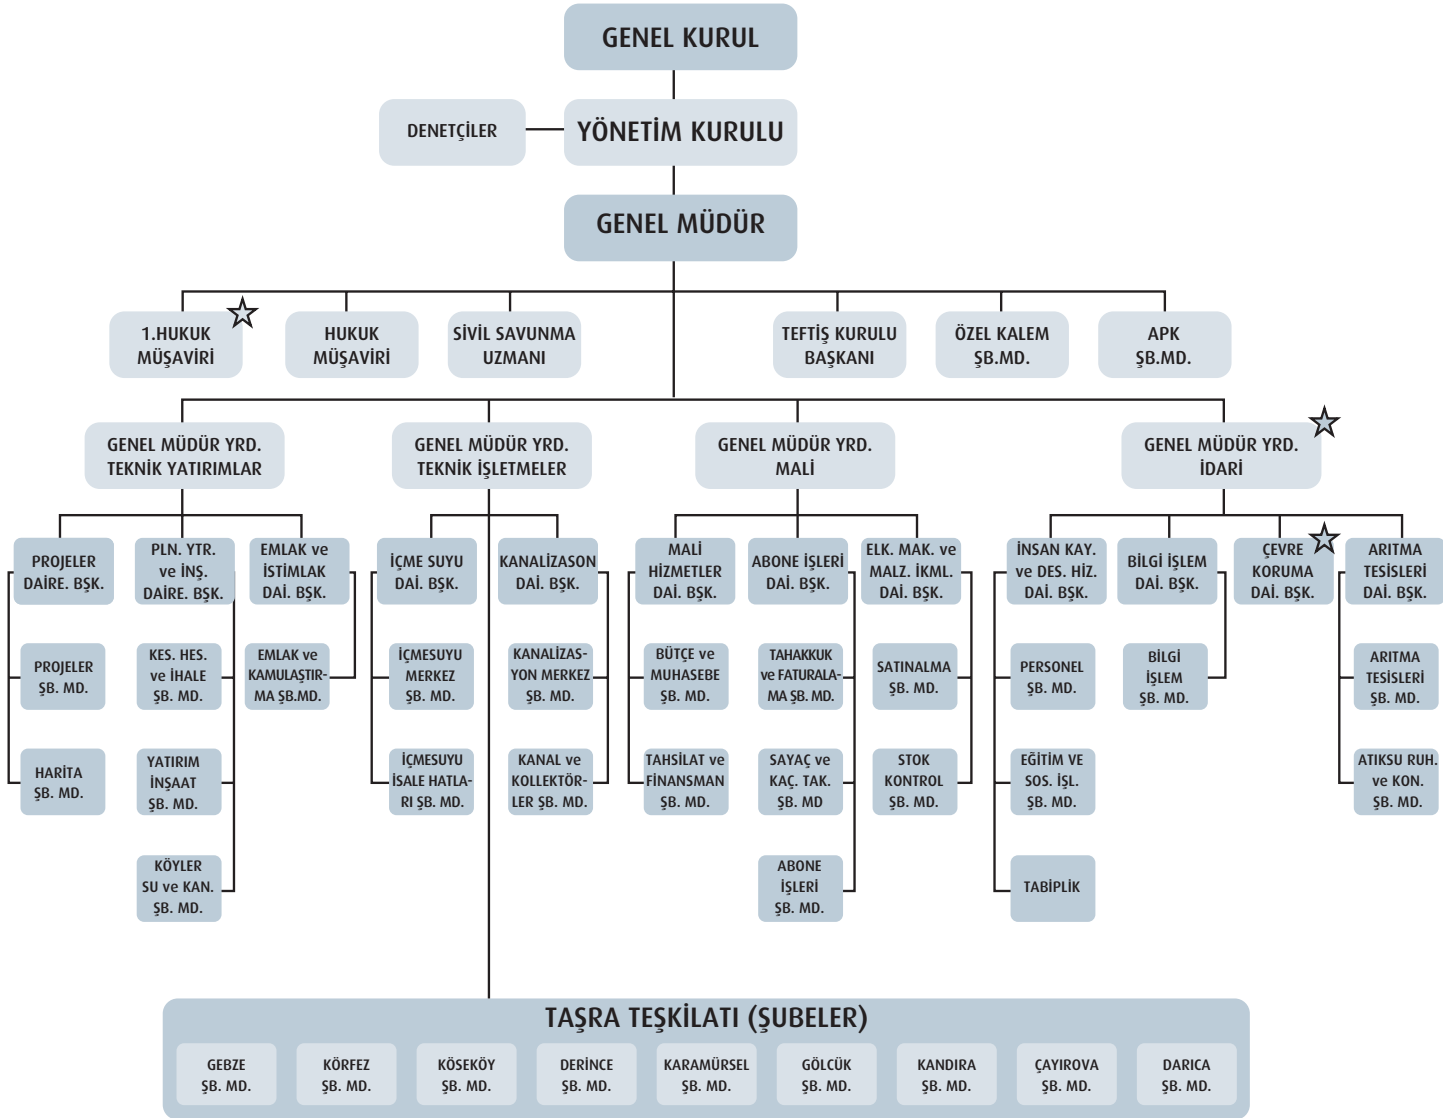 GENEL KURUL
DENETÇİLER
YÖNETİM KURULU
GENEL MÜDÜR
1.HUKUK
MÜŞAVİRİ
HUKUK
MÜŞAVİRİ
SİVİL SAVUNMA
UZMANI
TEFTİŞ KURULU
BAŞKANI
ÖZEL KALEM
ŞB.MD.
APK
ŞB.MD.
GENEL MÜDÜR YRD.
TEKNİK YATIRIMLAR
GENEL MÜDÜR YRD.
TEKNİK İŞLETMELER
GENEL MÜDÜR YRD.
MALİ
GENEL MÜDÜR YRD.
İDARİ
PROJELER
DAİRE. BŞK.
PLN. YTR.
ve İNŞ.
DAİRE. BŞK.
EMLAK ve
İSTİMLAK
DAİ. BŞK.
İÇME SUYU
DAİ. BŞK.
KANALİZASON
DAİ. BŞK.
MALİ
HİZMETLER
DAİ. BŞK.
ABONE İŞLERİ
DAİ. BŞK.
ELK. MAK. ve
MALZ. İKML.
DAİ. BŞK.
İNSAN KAY.
ve DES. HİZ.
DAİ. BŞK.
BİLGİ İŞLEM
DAİ. BŞK.
ÇEVRE
KORUMA
DAİ. BŞK.
ARITMA
TESİSLERİ
DAİ. BŞK.
PROJELER
ŞB. MD.
KES. HES.
ve İHALE
ŞB. MD.
EMLAK ve
KAMULAŞTIR-
MA ŞB.MD.
İÇMESUYU
MERKEZ
ŞB. MD.
KANALİZAS-
YON MERKEZ
ŞB. MD.
BÜTÇE ve
MUHASEBE
ŞB. MD.
TAHAKKUK
ve FATURALA-
MA ŞB. MD.
SATINALMA
ŞB. MD.
PERSONEL
ŞB. MD.
BİLGİ
İŞLEM
ŞB. MD.
ARITMA
TESİSLERİ
ŞB. MD.
HARİTA
ŞB. MD.
YATIRIM
İNŞAAT
ŞB. MD.
İÇMESUYU
İSALE HATLA-
RI ŞB. MD.
KANAL ve
KOLLEKTÖR-
LER ŞB. MD.
TAHSİLAT ve
FİNANSMAN
ŞB. MD.
SAYAÇ ve
KAÇ. TAK.
ŞB. MD
STOK
KONTROL
ŞB. MD.
EĞİTİM VE
SOS. İŞL.
ŞB. MD.
ATIKSU RUH.
ve KON.
ŞB. MD.
KÖYLER
SU ve KAN.
ŞB. MD.
ABONE
İŞLERİ
ŞB. MD.
TABİPLİK
TAŞRA TEŞKİLATI (ŞUBELER)
GEBZE
ŞB. MD.
KÖRFEZ
ŞB. MD.
KÖSEKÖY
ŞB. MD.
DERİNCE
ŞB. MD.
KARAMÜRSEL
ŞB. MD.
GÖLCÜK
ŞB. MD.
KANDIRA
ŞB. MD.
ÇAYIROVA
ŞB. MD.
DARICA
ŞB. MD.